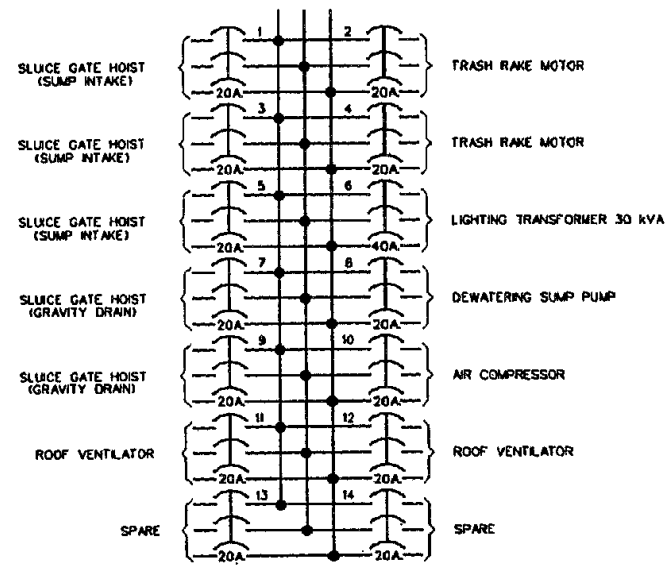 1 2
SLUICE GATE HOIST
(SUMP INTAKE)
TRASH RAKE MOTOR
20A 20A
3 4
SLUICE GATE HOIST
(SUMP INTAKE)
TRASH RAKE MOTOR
20A 20A
5 6
SLUICE GATE HOIST
(SUMP INTAKE)
LIGHTING TRANSFORMER 30 kVA
20A 40A
7 8
SLUICE GATE HOIST
(GRAVITY DRAIN)
DEWATERING SUMP PUMP
20A 20A
9 10
SLUICE GATE HOIST
(GRAVITY DRAIN)
AIR COMPRESSOR
20A 20A
11 12
ROOF VENTILATOR
ROOF VENTILATOR
20A 20A
13 14
SPARE
SPARE
20A 20A